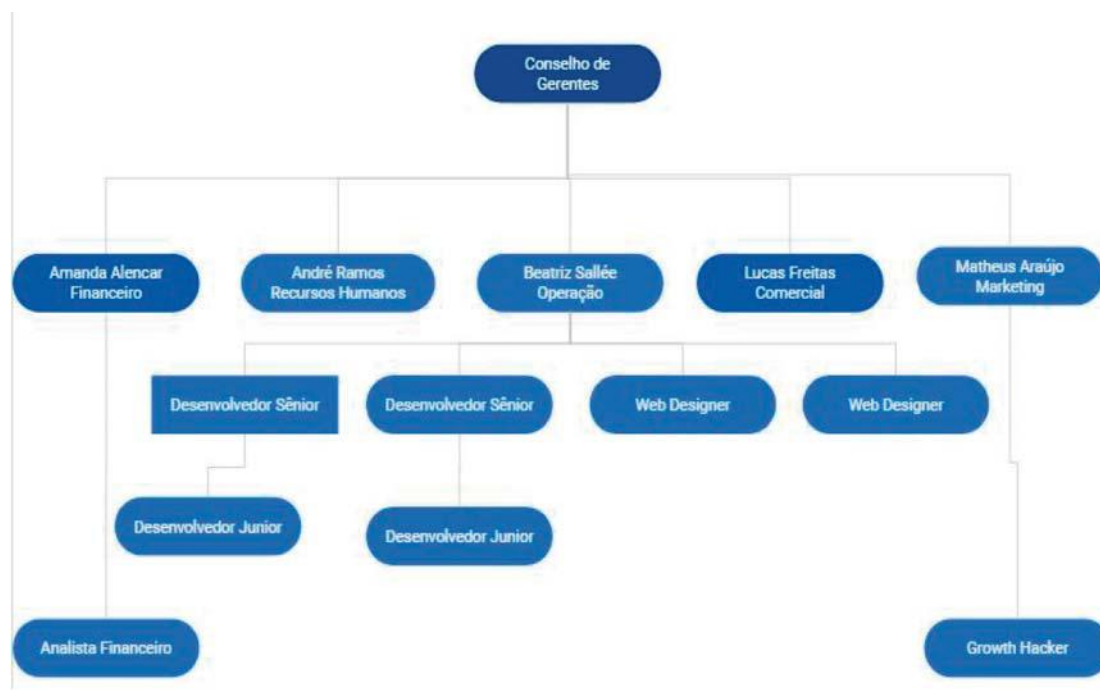 Conselho de
Gerentes
Amanda Alencar
Financeiro
André Ramos
Recursos Humanos
Beatriz Sallée
Operação
Lucas Freitas
Comercial
Matheus Araújo
Marketing
Desenvolvedor Sênior
Desenvolvedor Sênior
Web Designer
Web Designer
Desenvolvedor Junior
Desenvolvedor Junior
Analista Financeiro
Growth Hacker